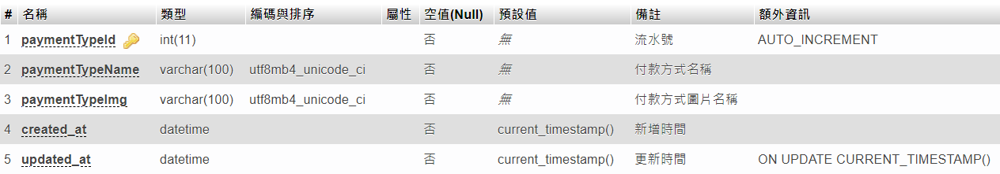 # 名稱 類型 編碼與排序 屬性 空值(Null) 預設值 備註 額外資訊
1 paymentTypeId int(11) 否 無 流水號 AUTO_INCREMENT
2 paymentTypeName varchar(100) utf8mb4_unicode_ci 否 無 付款方式名稱
3 paymentTypeImg varchar(100) utf8mb4_unicode_ci 否 無 付款方式圖片名稱
4 created_at datetime 否 current_timestamp() 新增時間
5 updated_at datetime 否 current_timestamp() 更新時間 ON UPDATE CURRENT_TIMESTAMP()